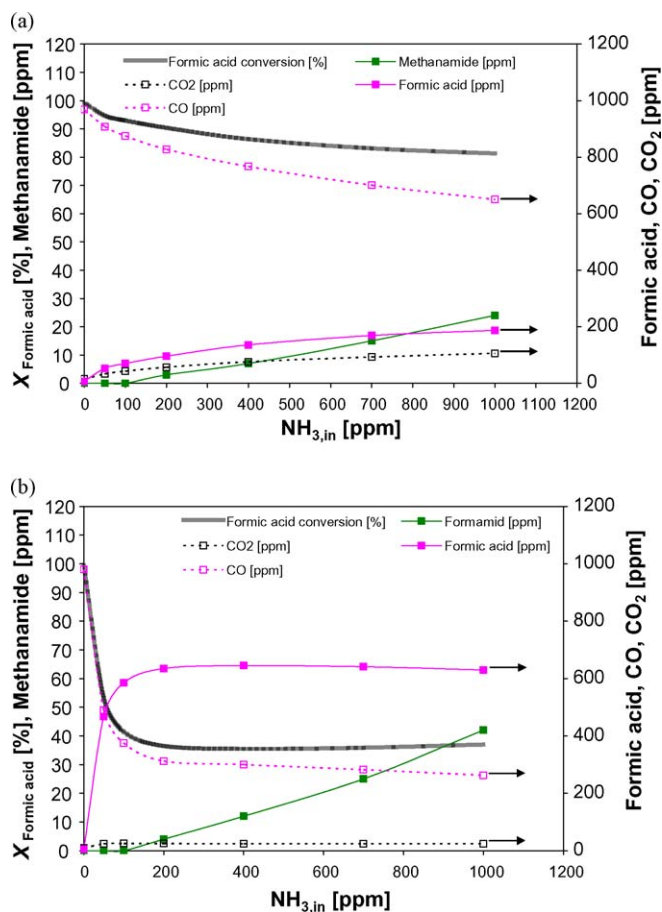 (a)
120
110
100
90
80
70
60
50
40
30
20
10
0
X Formic acid [%], Methanamide [ppm]
Formic acid conversion [%]
Methanamide [ppm]
CO2 [ppm]
Formic acid [ppm]
CO [ppm]
1200
1000
800
600
400
200
0
Formic acid, CO, CO2 [ppm]
0 100 200 300 400 500 600 700 800 900 1000 1100 1200
NH3,in [ppm]
(b)
120
110
100
90
80
70
60
50
40
30
20
10
0
X Formic acid [%], Methanamide [ppm]
Formic acid conversion [%]
Formamid [ppm]
CO2 [ppm]
Formic acid [ppm]
CO [ppm]
1200
1000
800
600
400
200
0
Formic acid, CO, CO2 [ppm]
0 200 400 600 800 1000 1200
NH3,in [ppm]